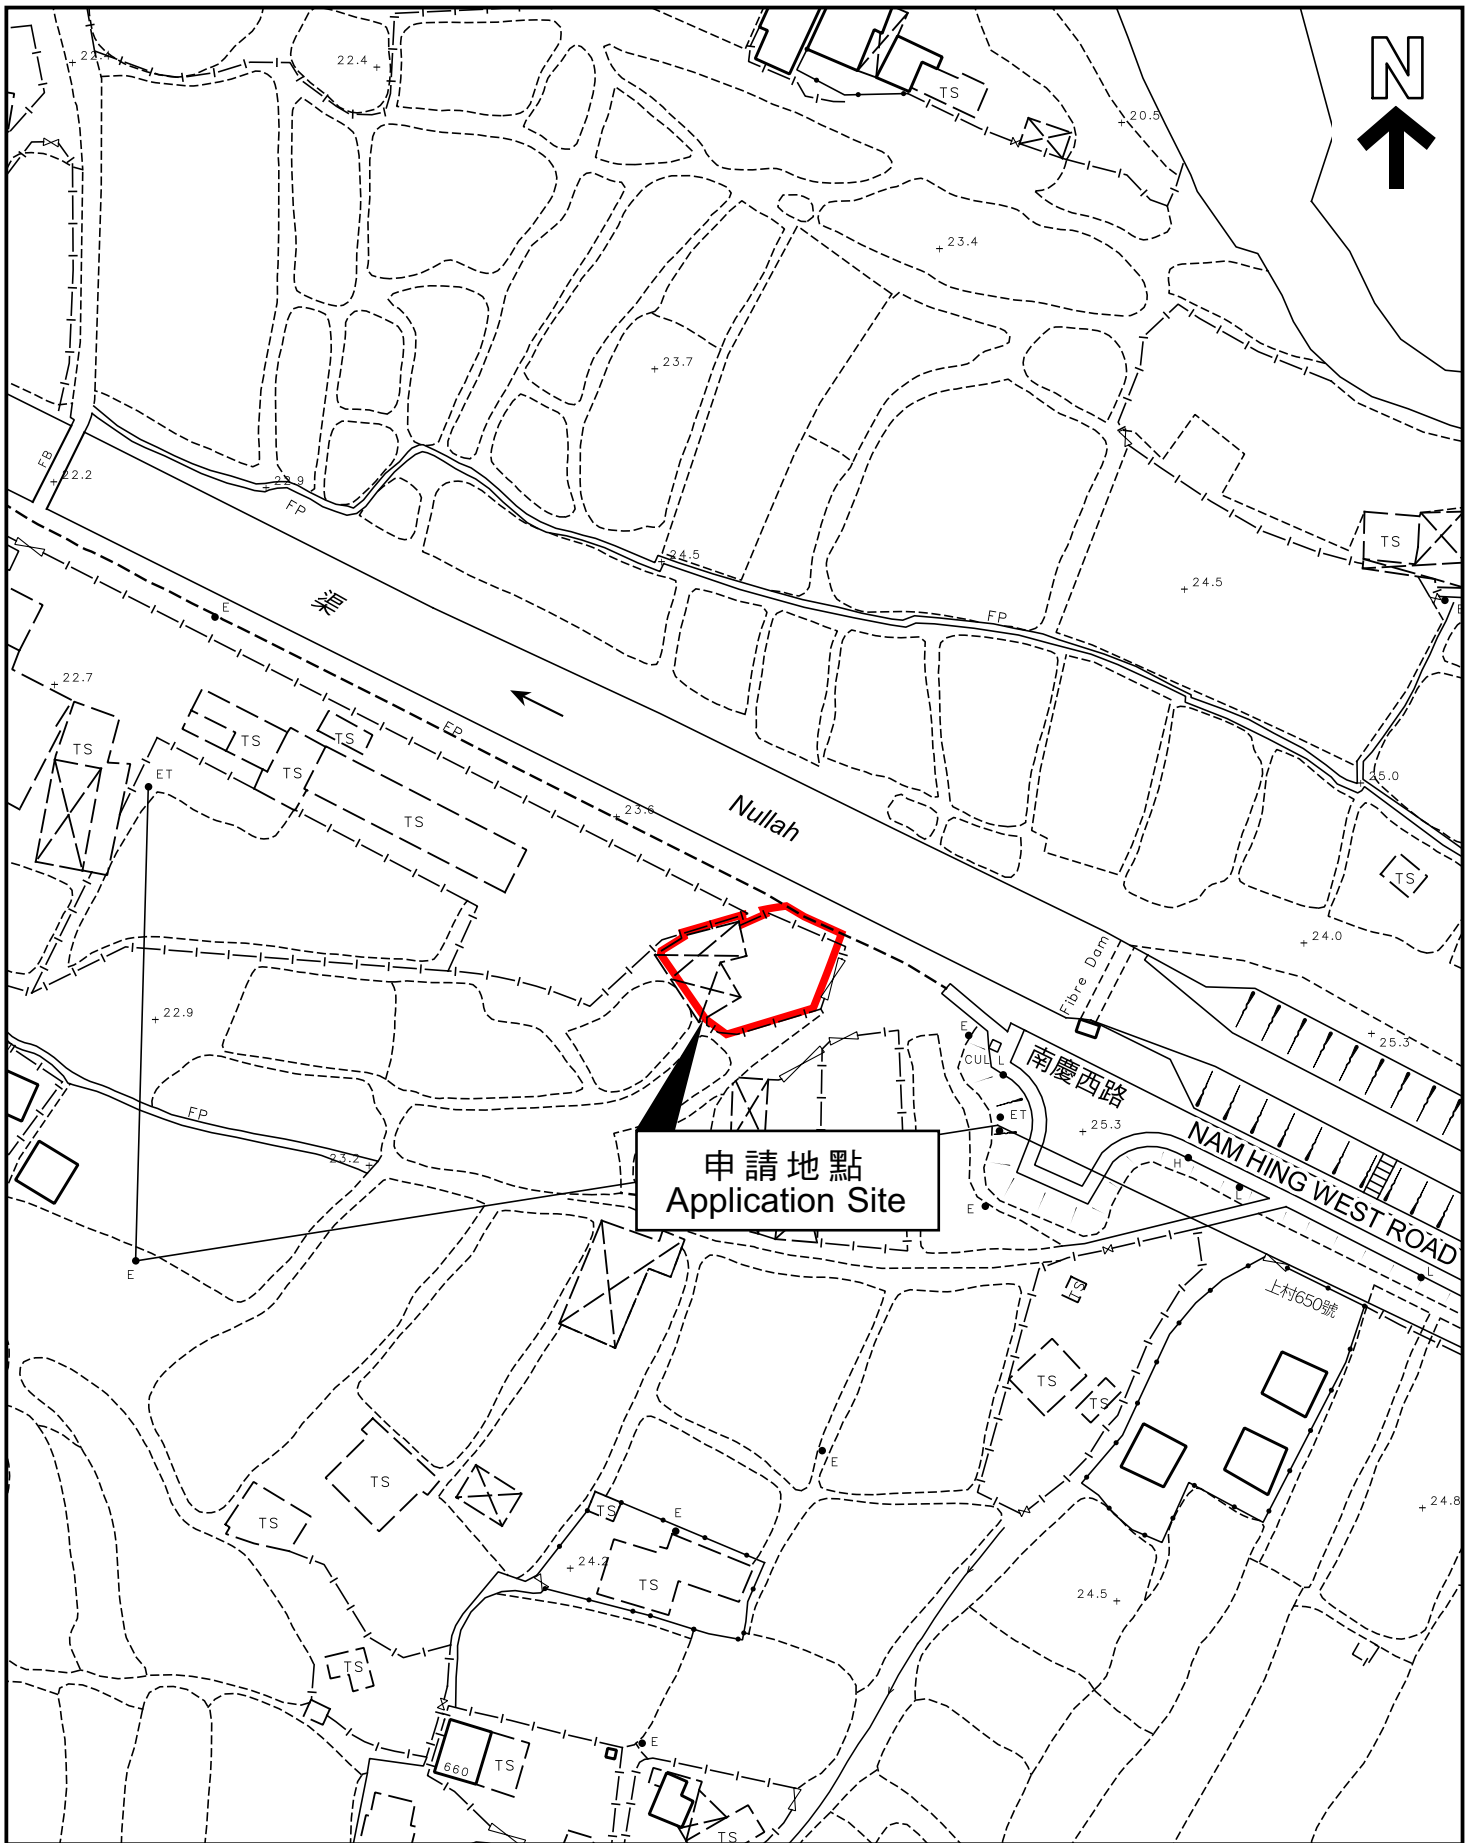 N
22.4
22.4
TS
20.5
23.4
23.7
FB
22.2
22.9
FP
24.5
TS
24.5
FP
渠
E
22.7
FP
TS
TS
TS
TS
ET
TS
23.6
Nullah
25.0
TS
24.0
Fibre Dam
22.9
25.3
E
CUL L
南慶西路
ET
25.3
FP
23.2
NAM HING WEST ROAD
H
L
申請地點
Application Site
E
E
L
上村650號
TS
TS
TS
E
TS
TS
24.8
TS
E
24.2
TS
24.5
TS
E
660
TS
TS